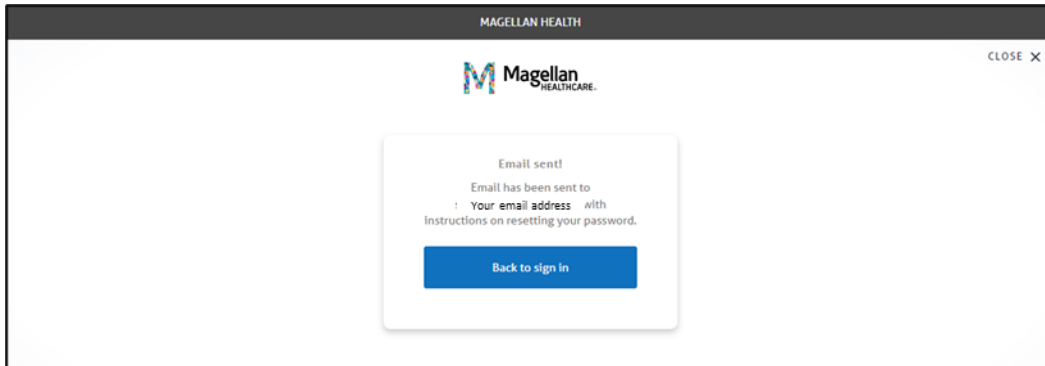 MAGELLAN HEALTH
CLOSE X
Magellan
HEALTHCARE.
Email sent!
Email has been sent to
Your email address with
instructions on resetting your password.
Back to sign in